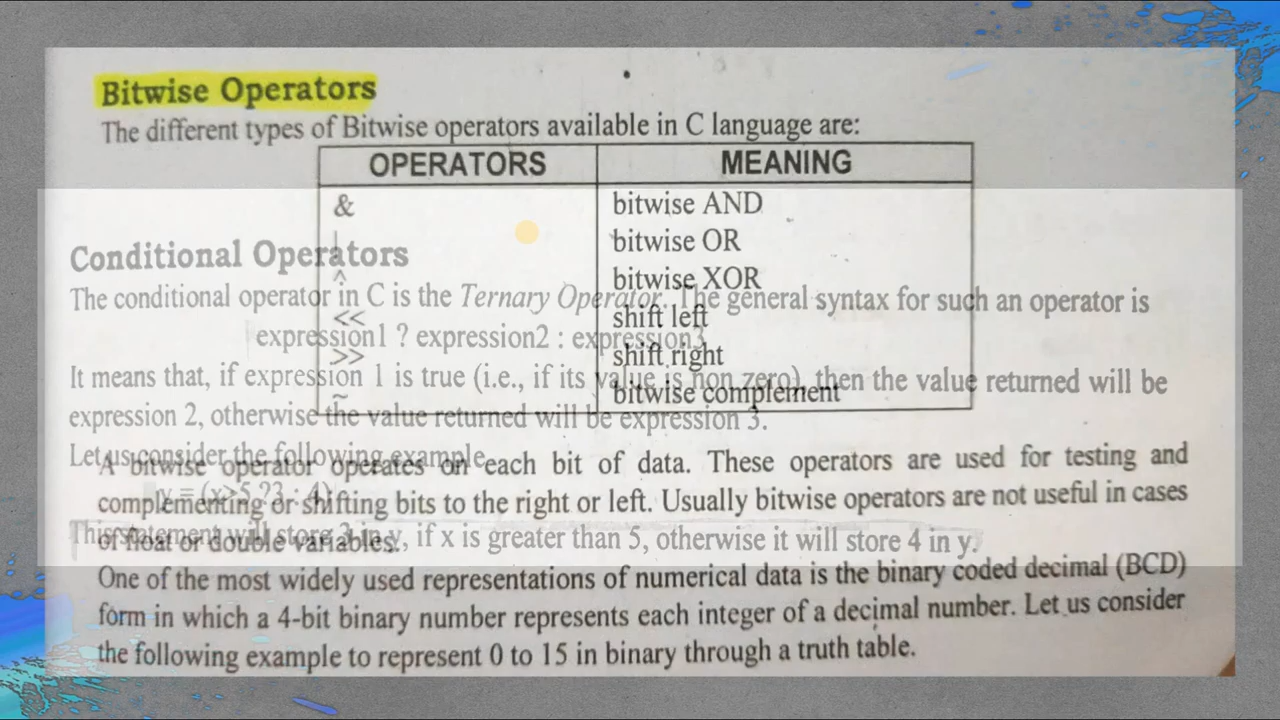 Bitwise Operators
The different types of Bitwise operators available in C language are:
OPERATORS MEANING
& bitwise AND
| bitwise OR
^ bitwise XOR
<< shift left
>> shift right
~ bitwise complement
A bitwise operator operates on each bit of data. These operators are used for testing and
complementing or shifting bits to the right or left. Usually bitwise operators are not useful in cases
of float or double variables.
One of the most widely used representations of numerical data is the binary coded decimal (BCD)
form in which a 4-bit binary number represents each integer of a decimal number. Let us consider
the following example to represent 0 to 15 in binary through a truth table.
Conditional Operators
The conditional operator in C is the Ternary Operator. The general syntax for such an operator is
expression1 ? expression2 : expression3
It means that, if expression 1 is true (i.e., if its value is non zero), then the value returned will be
expression 2, otherwise the value returned will be expression 3.
Let us consider the following example
y = (x>5 ?3 : 4)
This statement will store 3 in y, if x is greater than 5, otherwise it will store 4 in y.